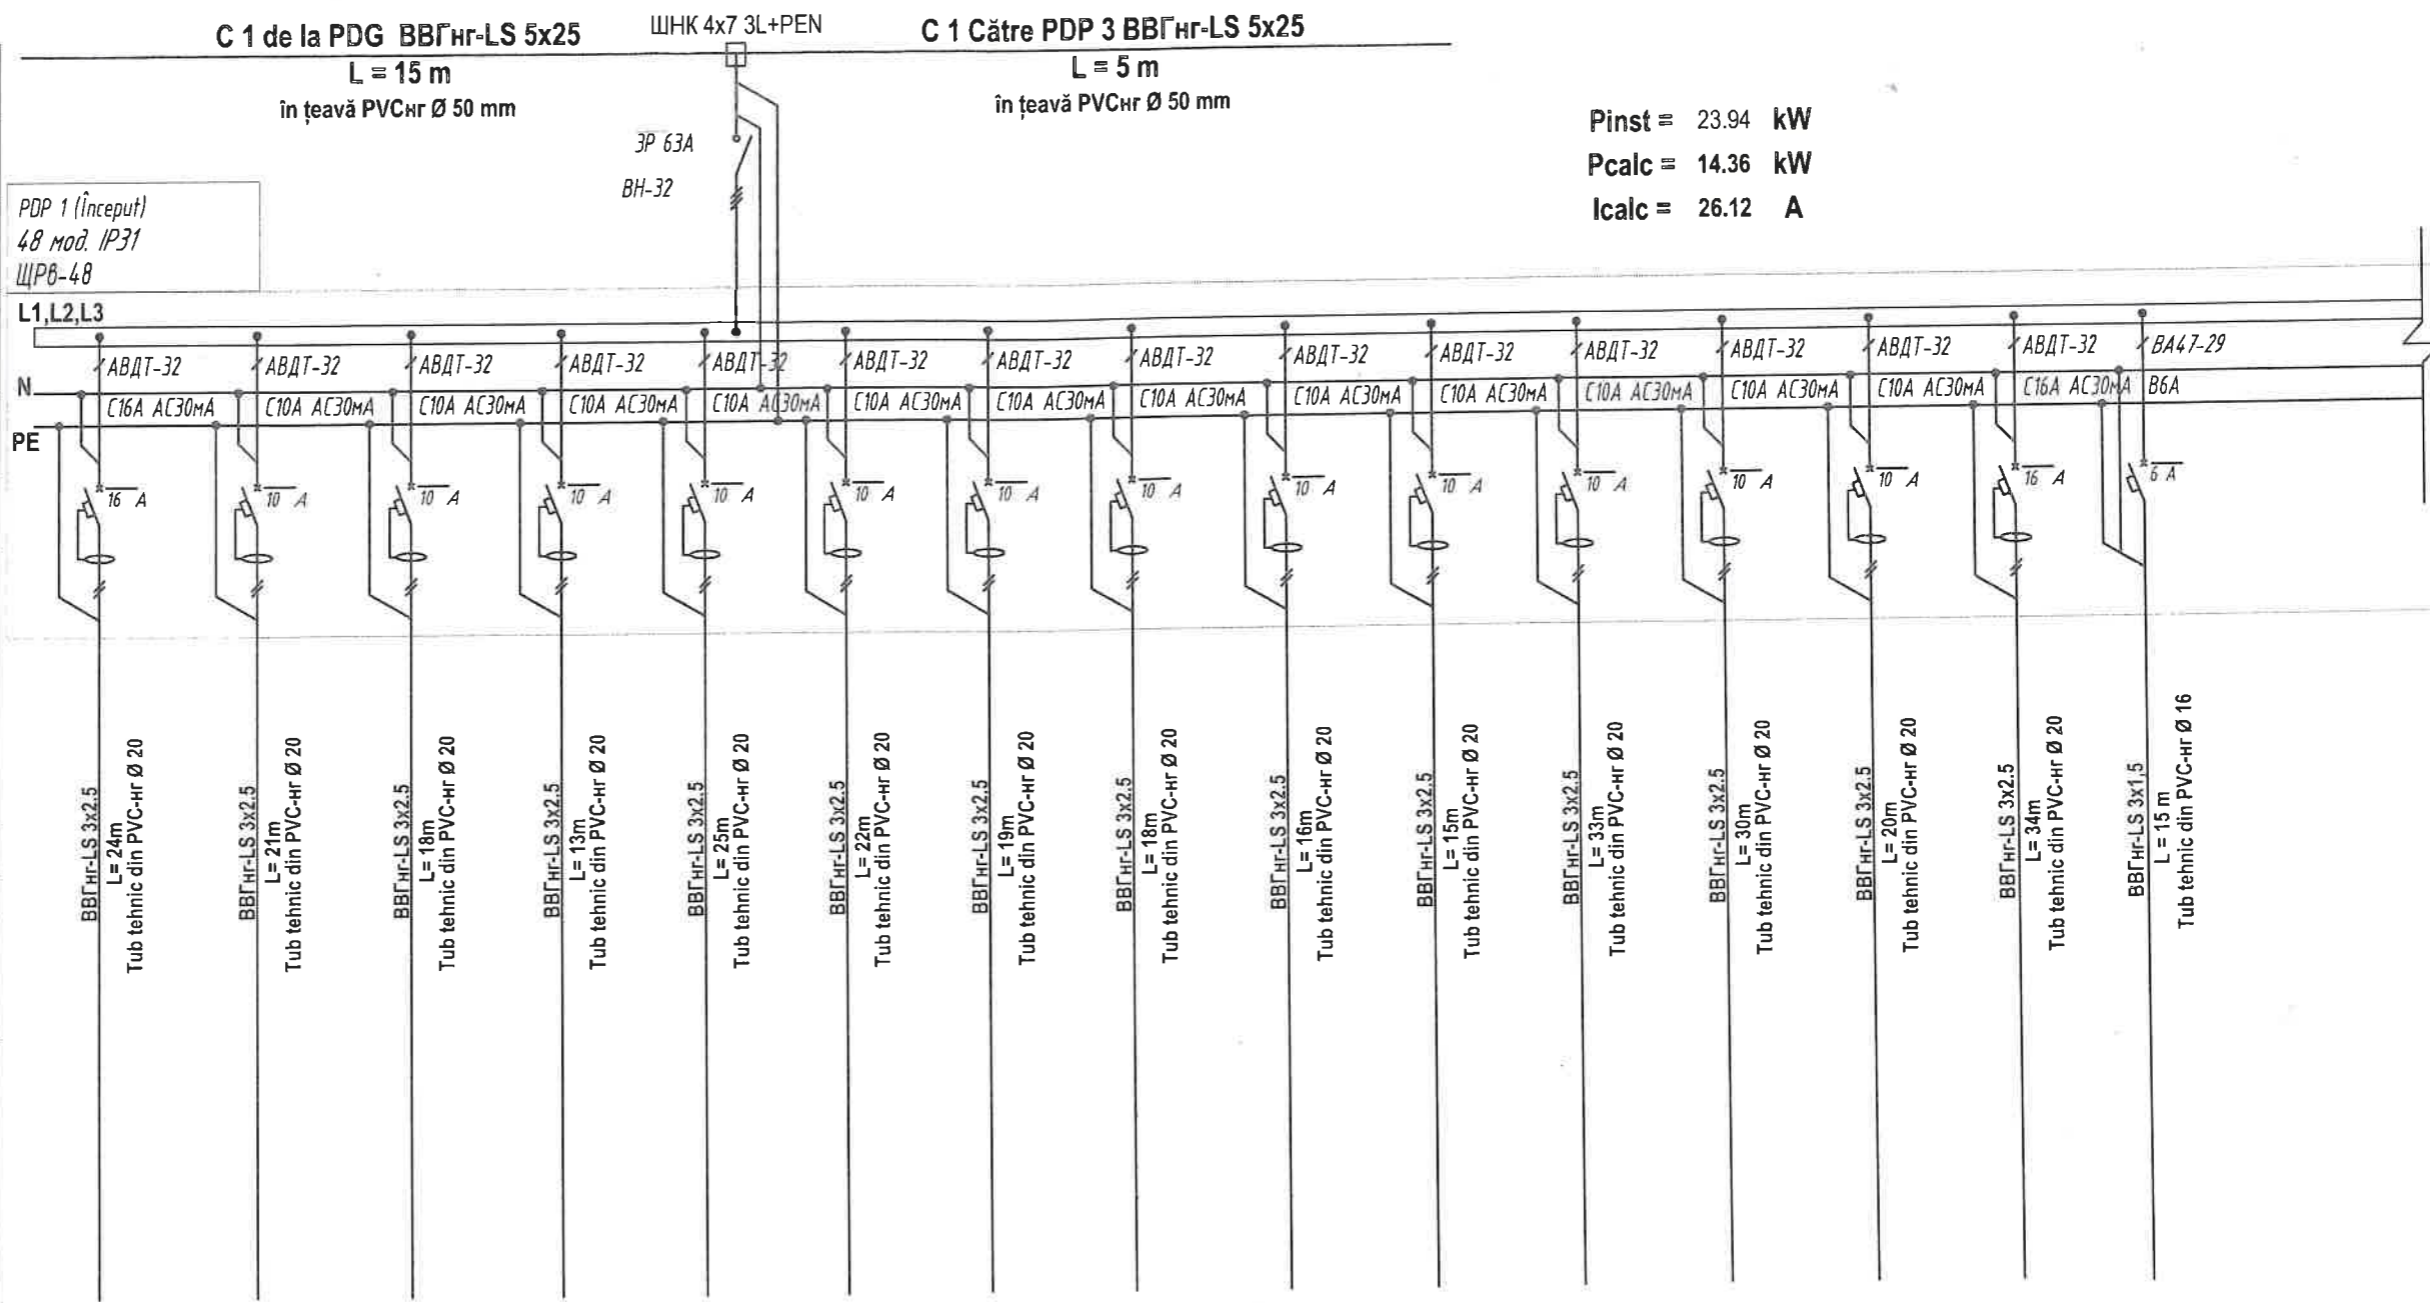 C 1 de la PDG ВВГнг-LS 5x25
L = 15 m
în țeavă PVCнг Ø 50 mm
ШНК 4x7 3L+PEN
C 1 Către PDP 3 ВВГнг-LS 5x25
L = 5 m
în țeavă PVCнг Ø 50 mm
3P 63A
ВН-32
Pinst = 23.94 kW
Pcalc = 14.36 kW
Icalc = 26.12 A
PDP 1 (Început)
48 мod. IP31
ЩРв-48
L1,L2,L3
АВДТ-32 АВДТ-32 АВДТ-32 АВДТ-32 АВДТ-32 АВДТ-32 АВДТ-32 АВДТ-32 АВДТ-32 АВДТ-32 АВДТ-32 АВДТ-32 АВДТ-32 АВДТ-32 ВА47-29
N
C16A AC30мA C10A AC30мA C10A AC30мA C10A AC30мA C10A AC30мA C10A AC30мA C10A AC30мA C10A AC30мA C10A AC30мA C10A AC30мA C10A AC30мA C10A AC30мA C10A AC30мA C16A AC30мA B6A
PE
16 A 10 A 10 A 10 A 10 A 10 A 10 A 10 A 10 A 10 A 10 A 10 A 10 A 16 A 6 A
ВВГнг-LS 3x2.5
L= 24m
Tub tehnic din PVC-нг Ø 20
ВВГнг-LS 3x2.5
L= 21m
Tub tehnic din PVC-нг Ø 20
ВВГнг-LS 3x2.5
L= 18m
Tub tehnic din PVC-нг Ø 20
ВВГнг-LS 3x2.5
L= 13m
Tub tehnic din PVC-нг Ø 20
ВВГнг-LS 3x2.5
L= 25m
Tub tehnic din PVC-нг Ø 20
ВВГнг-LS 3x2.5
L= 22m
Tub tehnic din PVC-нг Ø 20
ВВГнг-LS 3x2.5
L= 19m
Tub tehnic din PVC-нг Ø 20
ВВГнг-LS 3x2.5
L= 18m
Tub tehnic din PVC-нг Ø 20
ВВГнг-LS 3x2.5
L= 16m
Tub tehnic din PVC-нг Ø 20
ВВГнг-LS 3x2.5
L= 15m
Tub tehnic din PVC-нг Ø 20
ВВГнг-LS 3x2.5
L= 33m
Tub tehnic din PVC-нг Ø 20
ВВГнг-LS 3x2.5
L= 30m
Tub tehnic din PVC-нг Ø 20
ВВГнг-LS 3x2.5
L= 20m
Tub tehnic din PVC-нг Ø 20
ВВГнг-LS 3x2.5
L= 34m
Tub tehnic din PVC-нг Ø 20
ВВГнг-LS 3x1,5
L = 15 m
Tub tehnic din PVC-нг Ø 16